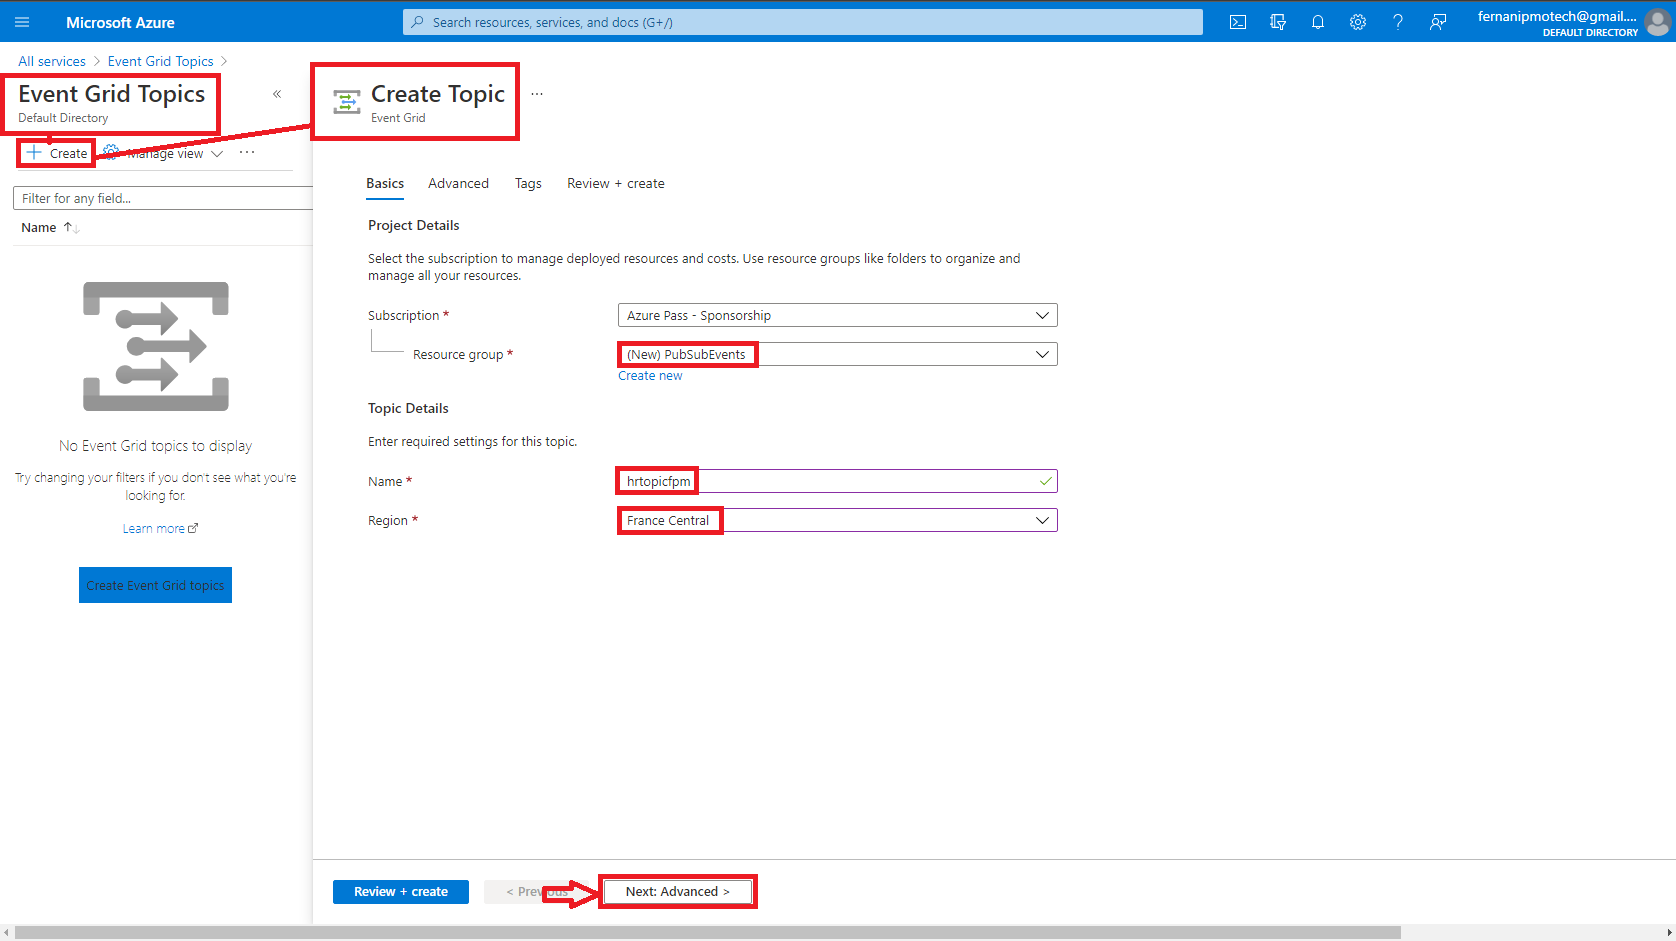 Microsoft Azure
Search resources, services, and docs (G+/)
fernanipmotech@gmail....
DEFAULT DIRECTORY
All services > Event Grid Topics >
Event Grid Topics
Default Directory
«
+ Create
Manage view
...
Filter for any field...
Name ↑↓
No Event Grid topics to display
Try changing your filters if you don't see what you're
looking for.
Learn more
Create Event Grid topics
Create Topic
...
Event Grid
Basics
Advanced
Tags
Review + create
Project Details
Select the subscription to manage deployed resources and costs. Use resource groups like folders to organize and
manage all your resources.
Subscription *
Azure Pass - Sponsorship
Resource group *
(New) PubSubEvents
Create new
Topic Details
Enter required settings for this topic.
Name *
hrtopicfpm
Region *
France Central
Review + create
< Previous
Next: Advanced >